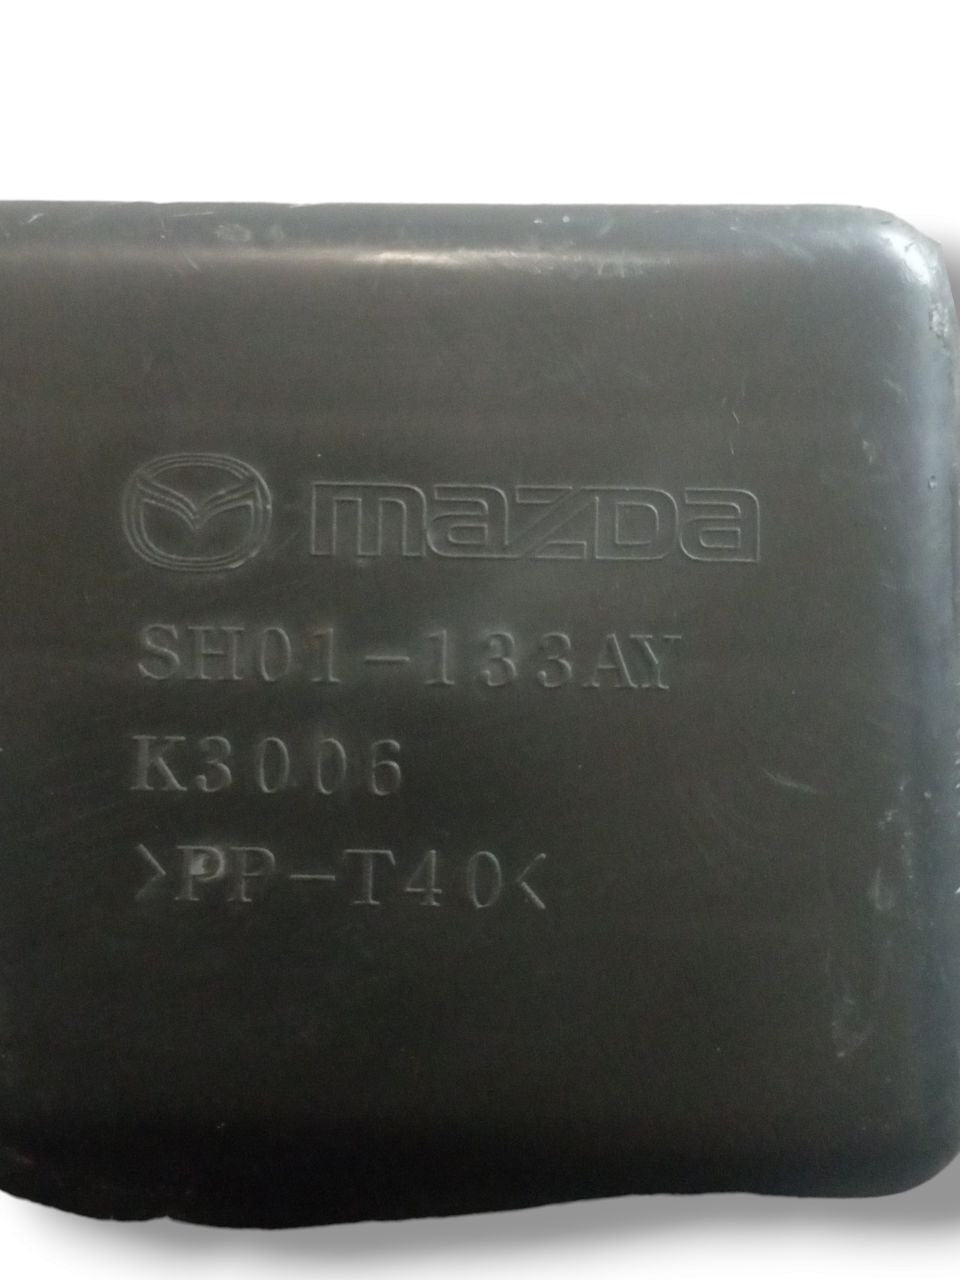 mazda
SH01-133AY
K3006
>PP-T40<